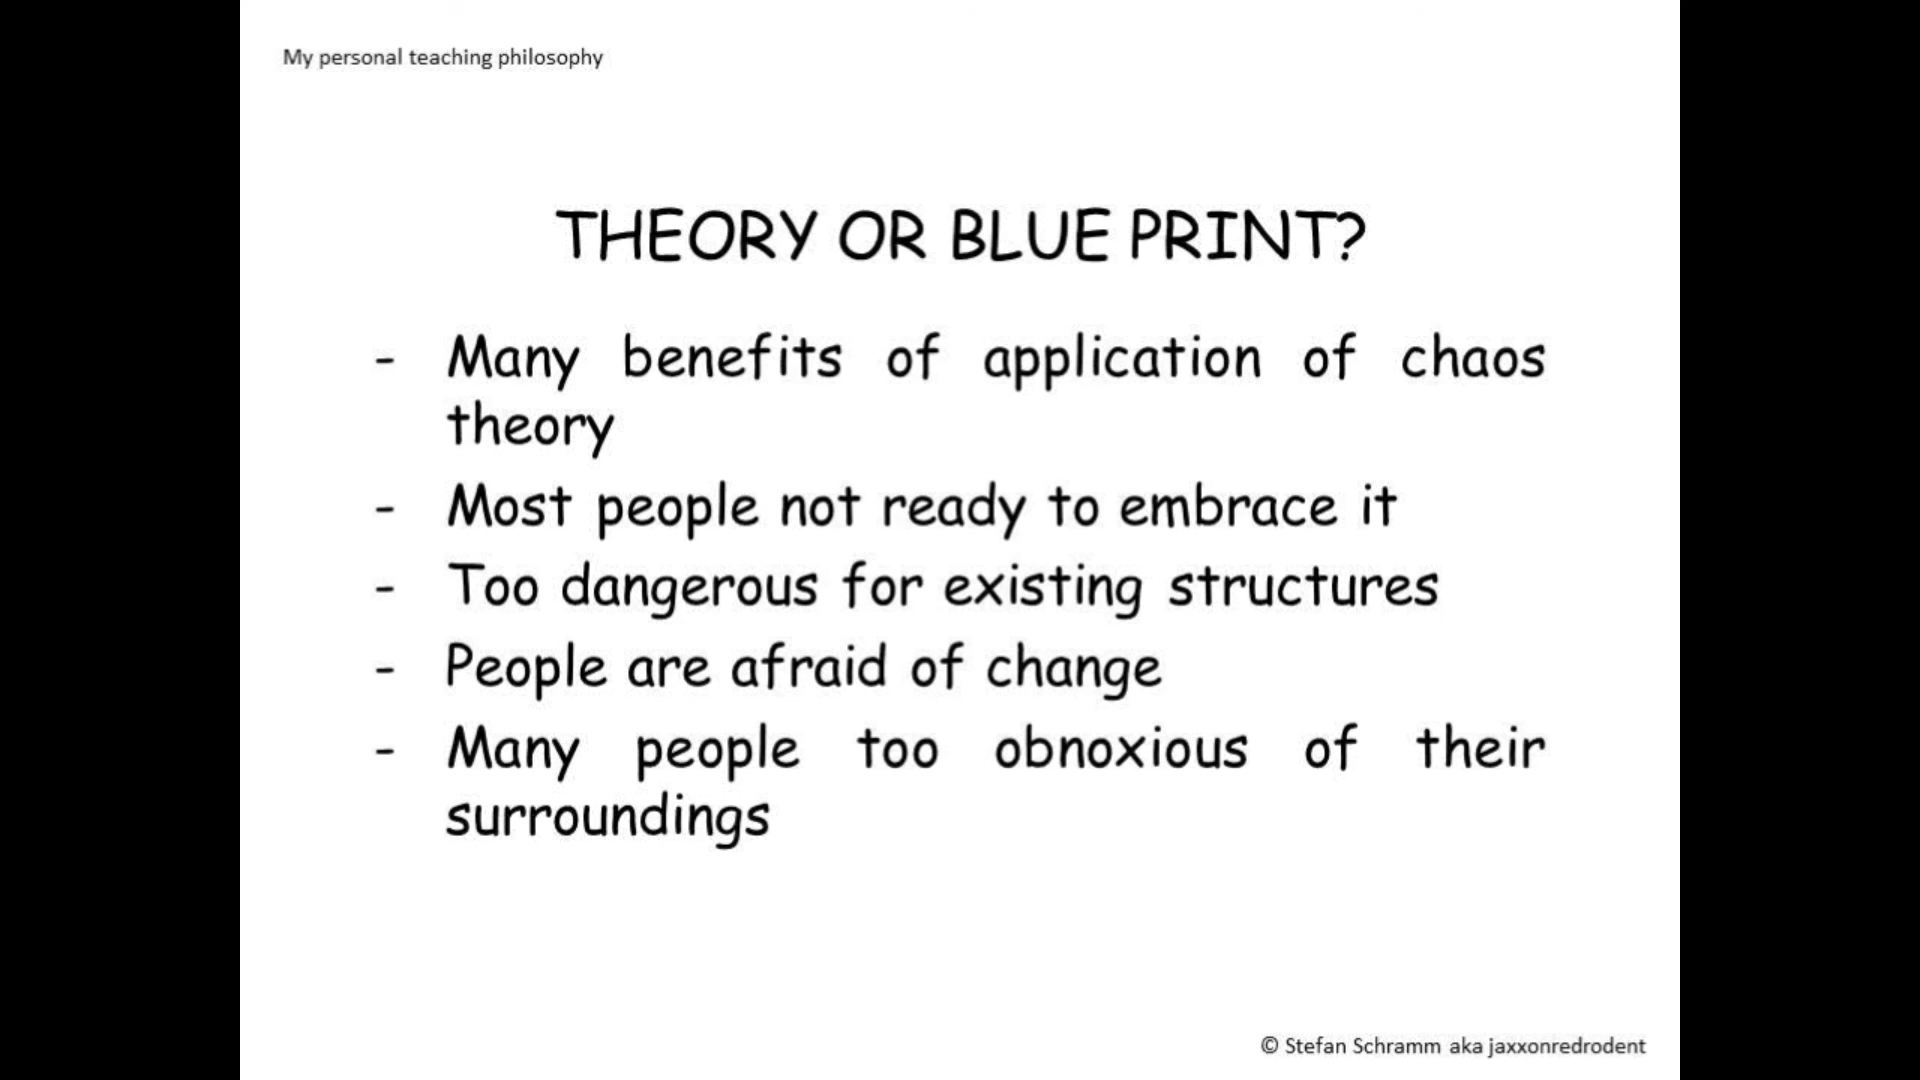 My personal teaching philosophy
THEORY OR BLUE PRINT?
- Many benefits of application of chaos
theory
- Most people not ready to embrace it
- Too dangerous for existing structures
- People are afraid of change
- Many people too obnoxious of their
surroundings
© Stefan Schramm aka jaxxonredrodent